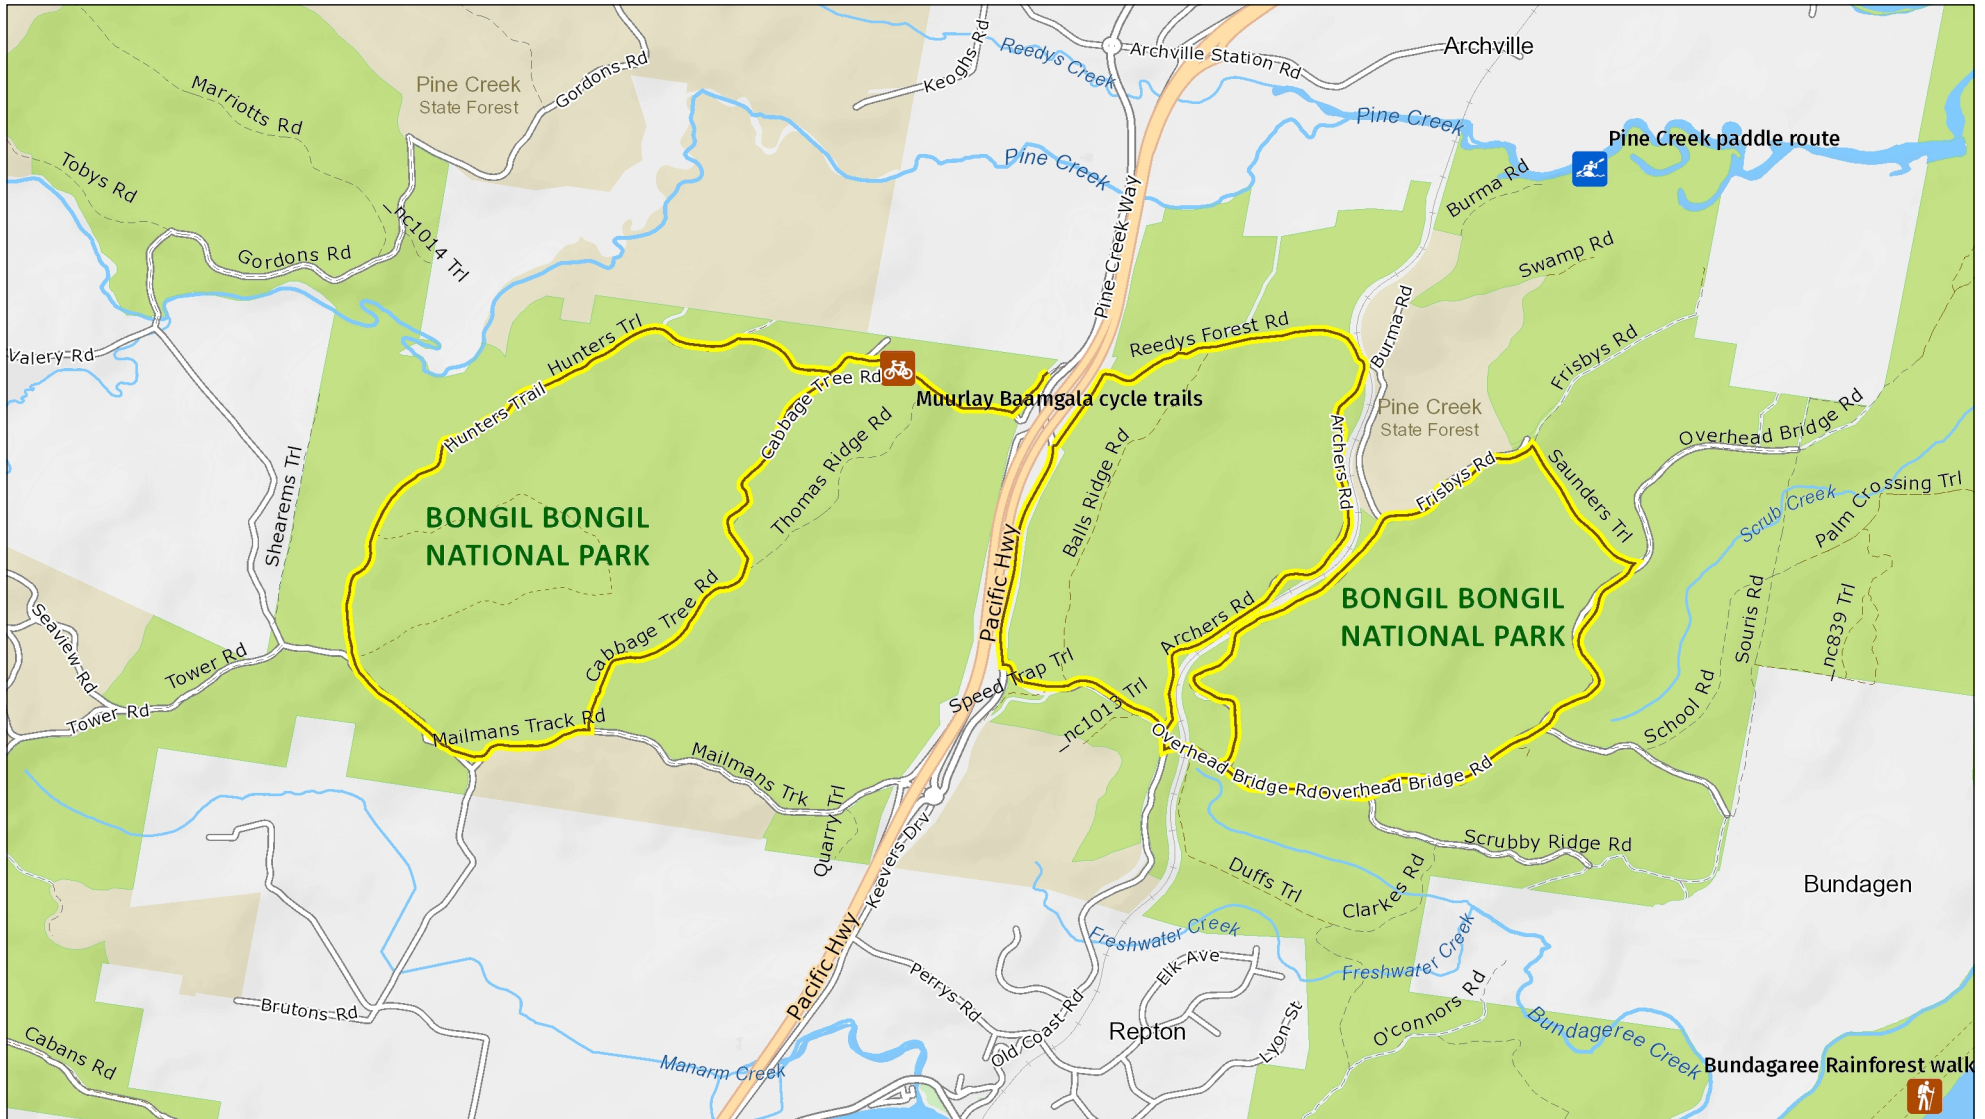 Archville
Archville Station Rd
Reedys Creek
Keoghs Rd
Gordons Rd
Pine Creek
State Forest
Marriotts Rd
Tobys Rd
_nc1014 Trl
Gordons Rd
Pine Creek
Pine Creek
Pine Creek paddle route
Burma Rd
Swamp Rd
Pine Creek Way
Valery Rd
Hunters Trl
Hunters Trail
Reedys Forest Rd
Burma Rd
Frisbys Rd
Cabbage Tree Rd
Muurlay Baamgala cycle trails
Pine Creek
State Forest
Thomas Ridge Rd
Balls Ridge Rd
Archers Rd
Frisbys Rd
Saunders Trl
Overhead Bridge Rd
Scrub Creek
Palm Crossing Trl
Shearems Trl
BONGIL BONGIL
NATIONAL PARK
Pacific Hwy
BONGIL BONGIL
NATIONAL PARK
Souris Rd
_nc839 Trl
Seaview Rd
Tower Rd
Tower Rd
Cabbage Tree Rd
Archers Rd
Speed Trap Trl
_nc1013 Trl
School Rd
Mailmans Track Rd
Mailmans Trk
Overhead Bridge Rd
Overhead Bridge Rd
Quarry Trl
Keevers Drv
Scrubby Ridge Rd
Duffs Trl
Clarkes Rd
Bundagen
Freshwater Creek
Freshwater Creek
Pacific Hwy
Perrys Rd
Elk Ave
Brutons Rd
Old Coast Rd
Repton
Lyon St
O'connors Rd
Bundageree Creek
Cabans Rd
Manarm Creek
Bundagaree Rainforest walk